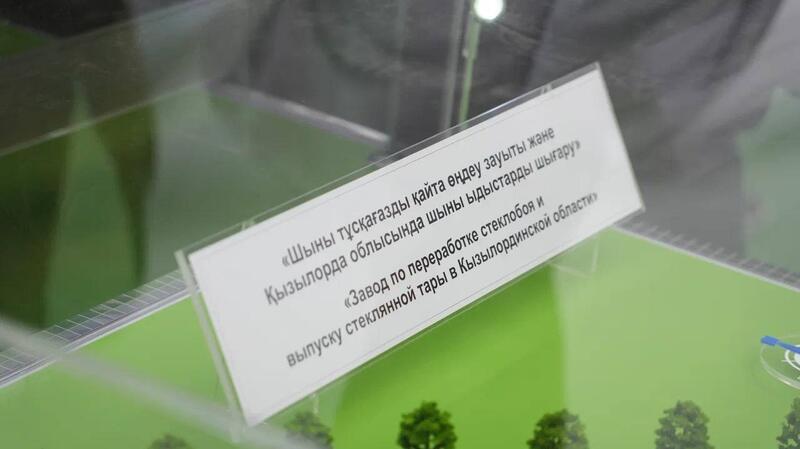 «Шыны тұсқағазды қайта өңдеу зауыты және
Қызылорда облысында шыны ыдыстарды шығару»
«Завод по переработке стеклобоя и
выпуску стеклянной тары в Кызылординской области»